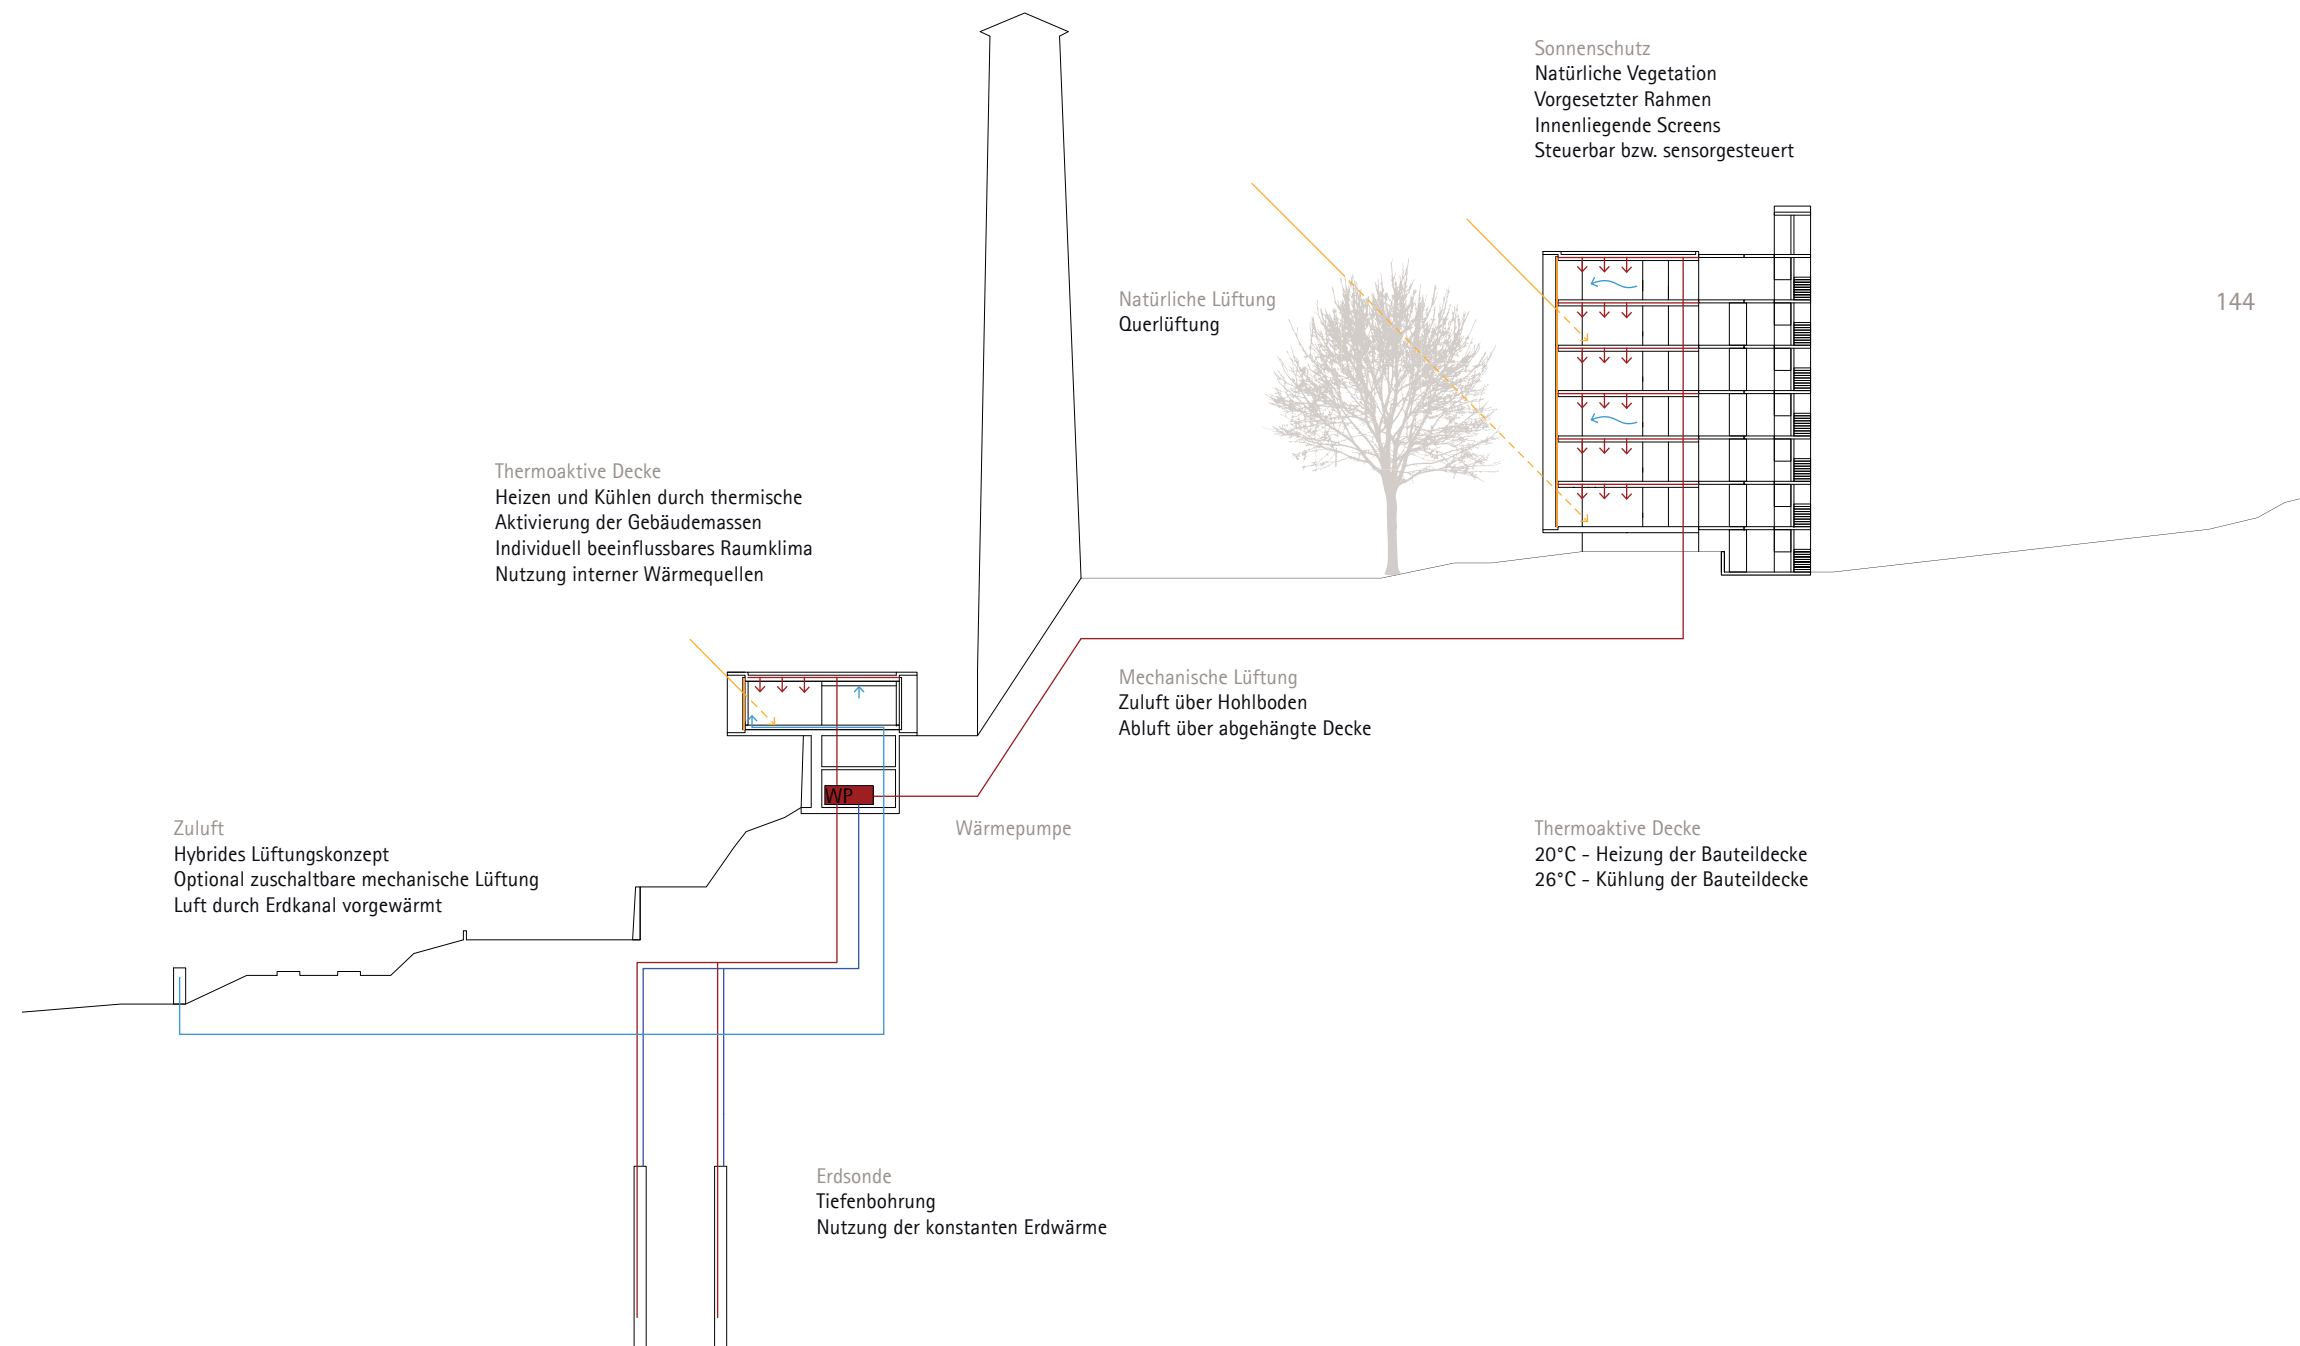 Sonnenschutz
Natürliche Vegetation
Vorgesetzter Rahmen
Innenliegende Screens
Steuerbar bzw. sensorgesteuert
144
Natürliche Lüftung
Querlüftung
Thermoaktive Decke
Heizen und Kühlen durch thermische
Aktivierung der Gebäudemassen
Individuell beeinflussbares Raumklima
Nutzung interner Wärmequellen
Mechanische Lüftung
Zuluft über Hohlboden
Abluft über abgehängte Decke
WP
Zuluft
Hybrides Lüftungskonzept
Optional zuschaltbare mechanische Lüftung
Luft durch Erdkanal vorgewärmt
Wärmepumpe
Thermoaktive Decke
20°C - Heizung der Bauteildecke
26°C - Kühlung der Bauteildecke
Erdsonde
Tiefenbohrung
Nutzung der konstanten Erdwärme